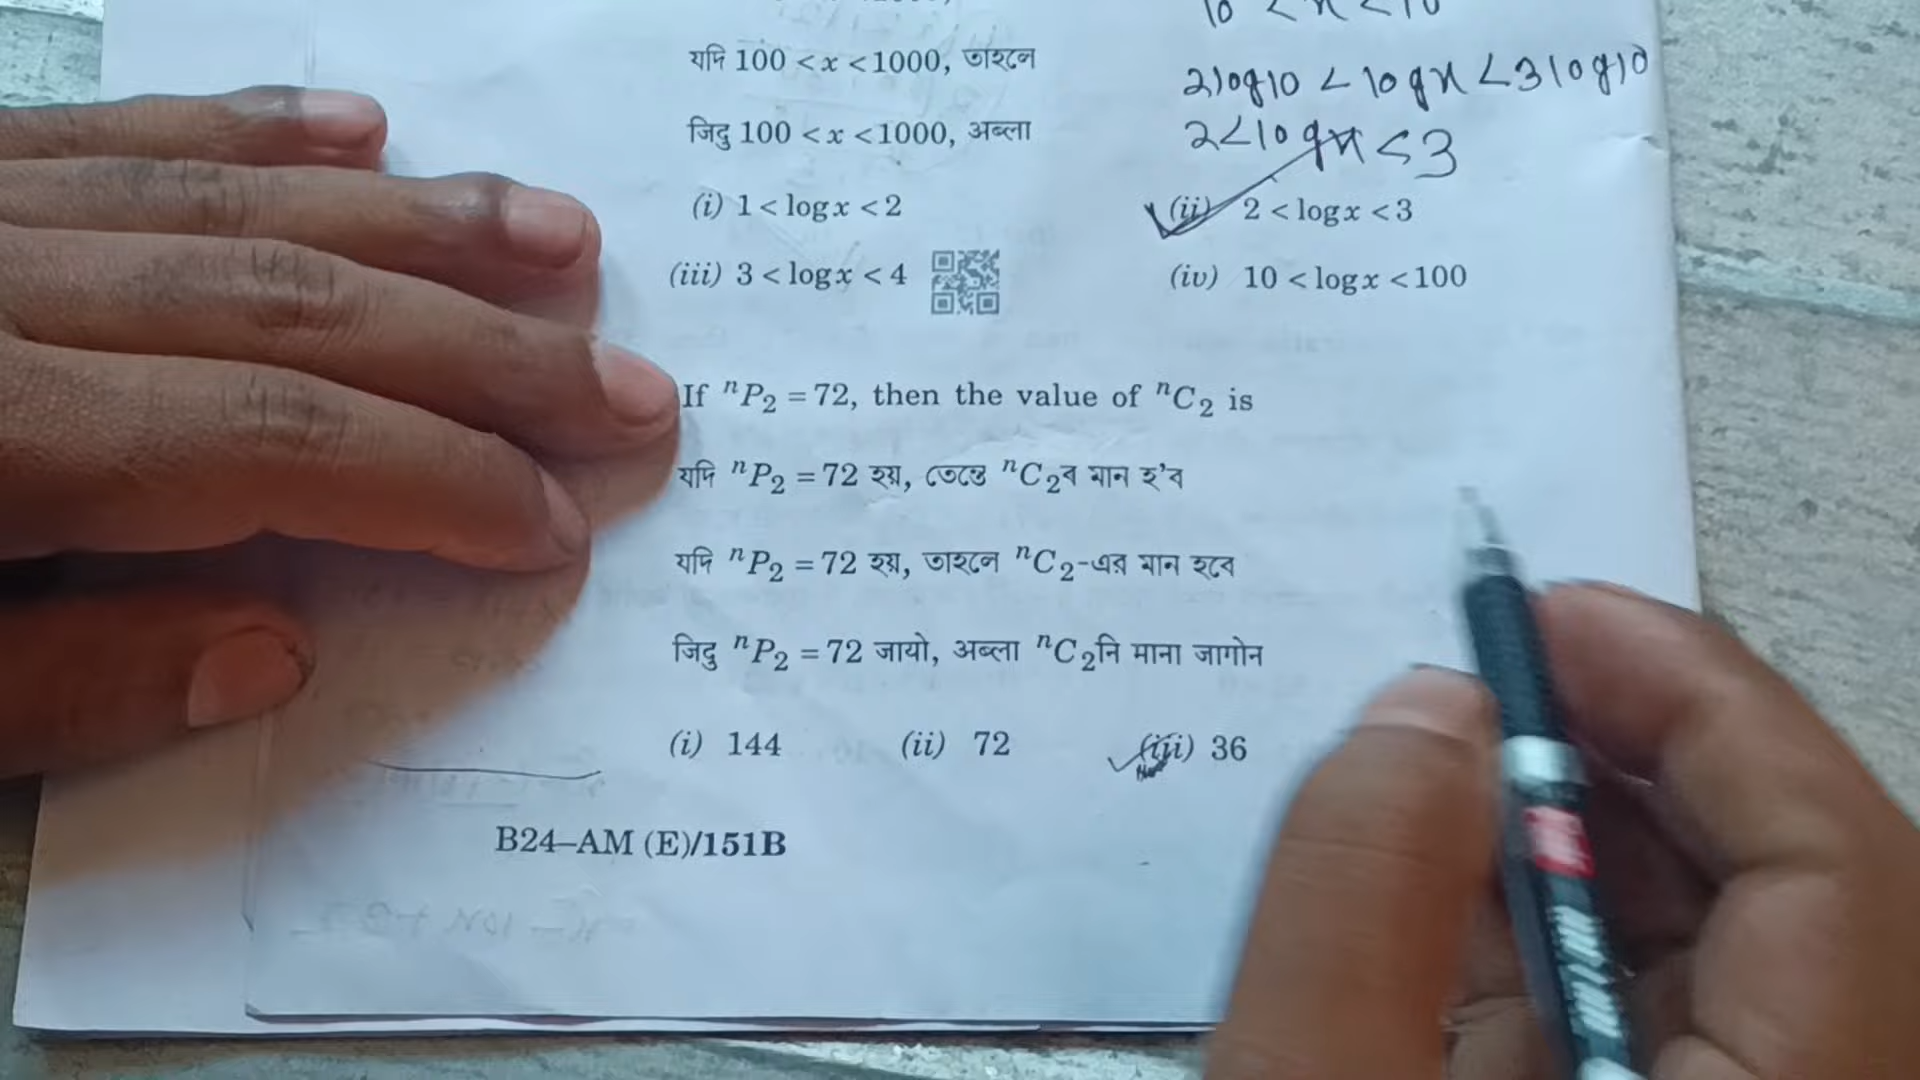 10 < x < 10
যদি 100 < x < 1000, তাহলে
2log10 < logx < 3log10
जिदु 100 < x < 1000, अब्ला
2 < logx < 3
(i) 1 < log x < 2 (ii) 2 < log x < 3
(iii) 3 < log x < 4 (iv) 10 < log x < 100
If ⁿP₂ = 72, then the value of ⁿC₂ is
যদি ⁿP₂ = 72 হয়, তেন্তে ⁿC₂ৰ মান হ'ব
যদি ⁿP₂ = 72 হয়, তাহলে ⁿC₂-এর মান হবে
जिदु ⁿP₂ = 72 जायो, अब्ला ⁿC₂नि माना जागोन
(i) 144 (ii) 72 (iii) 36
B24–AM (E)/151B